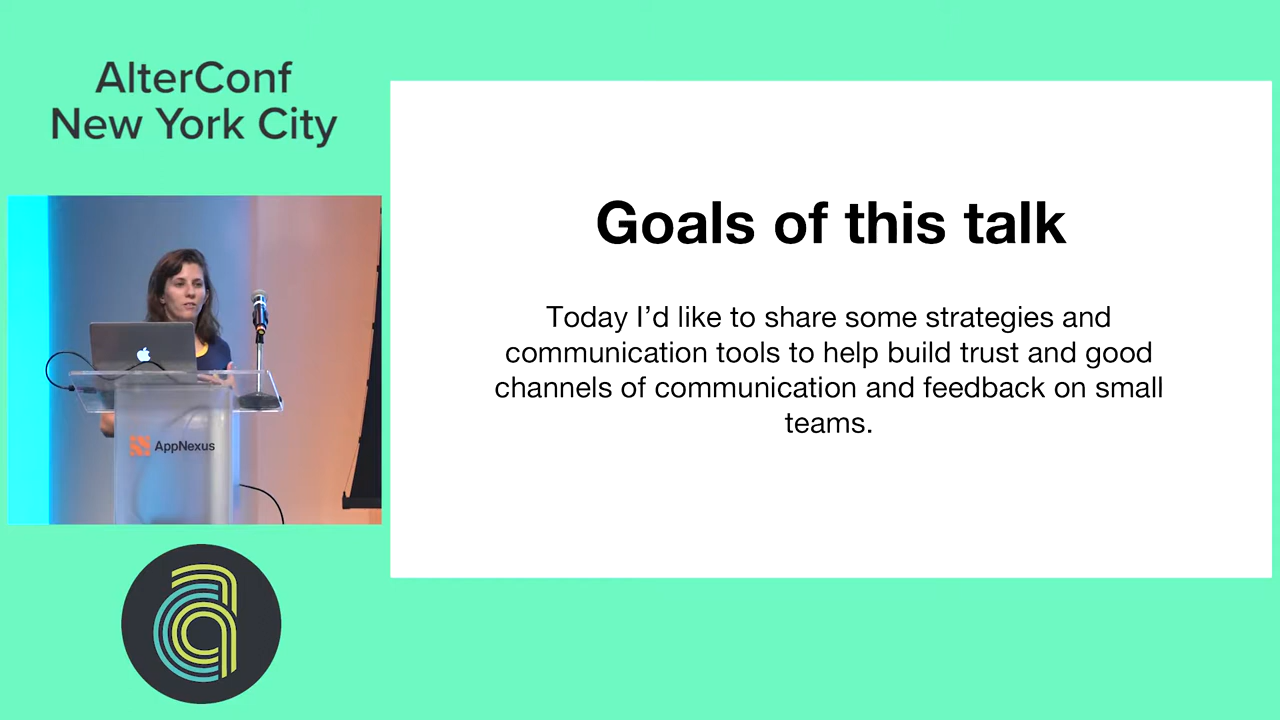 AlterConf
New York City
Goals of this talk
Today I'd like to share some strategies and
communication tools to help build trust and good
channels of communication and feedback on small
teams.
AppNexus